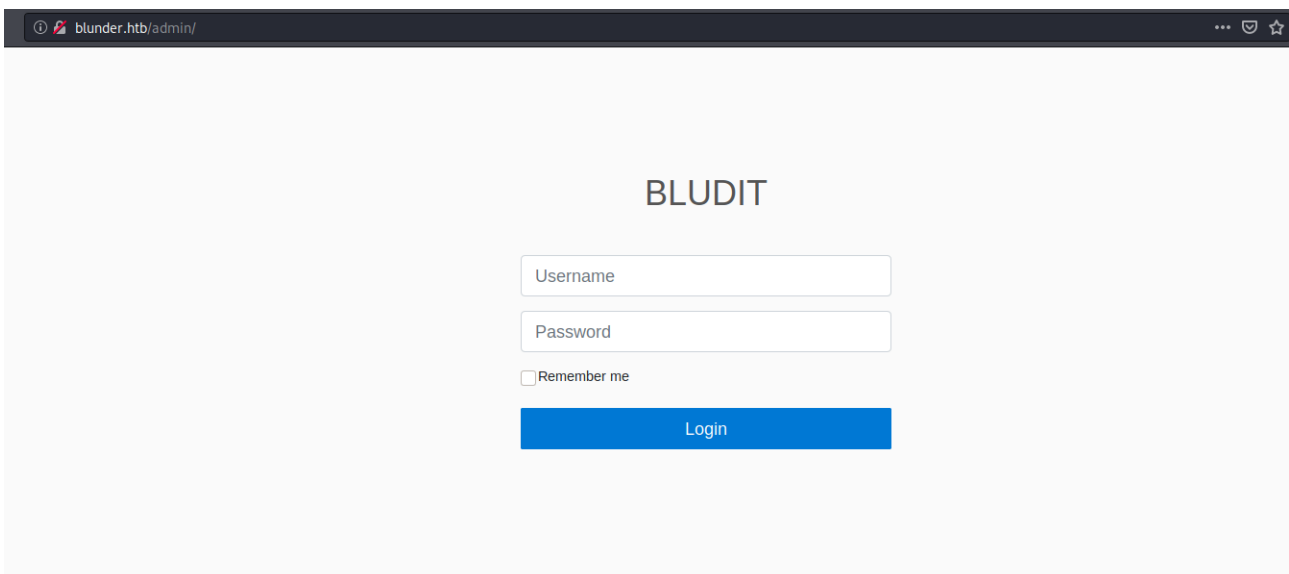 blunder.htb/admin/
BLUDIT
Username
Password
Remember me
Login